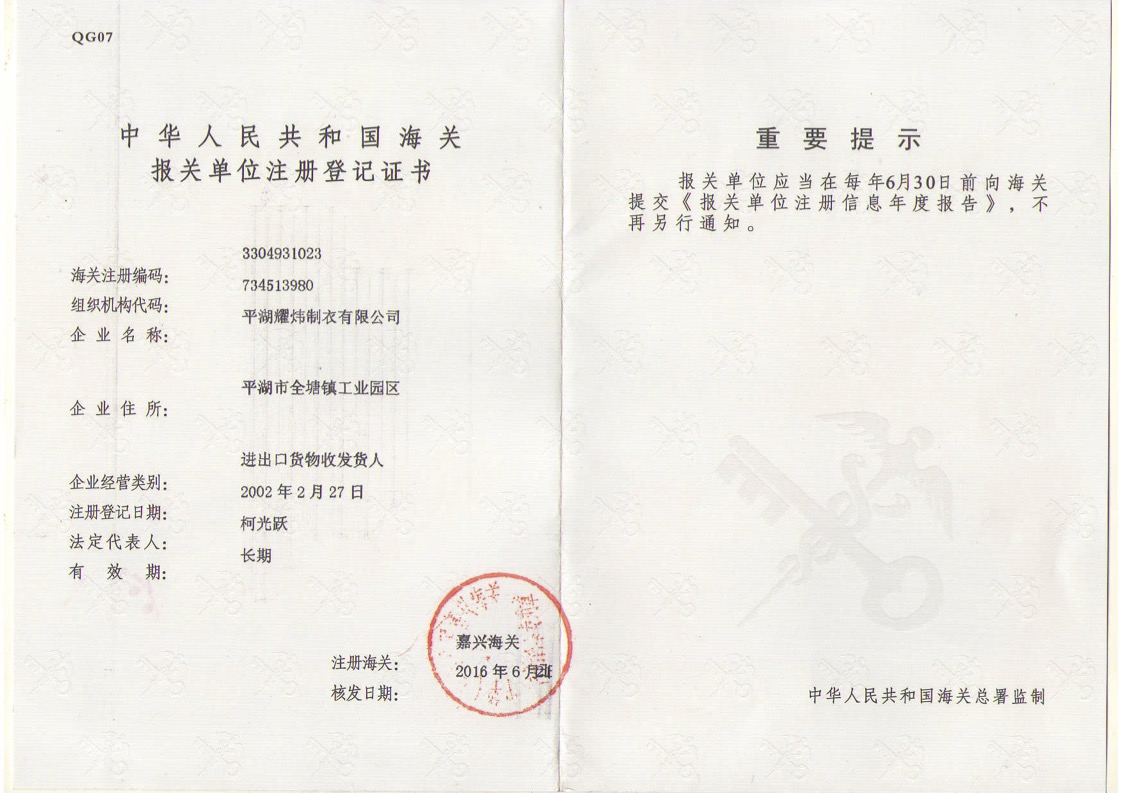 QG07
中华人民共和国海关
报关单位注册登记证书
3304931023
海关注册编码：
734513980
组织机构代码：
平湖耀炜制衣有限公司
企业名称：
平湖市全塘镇工业园区
企业住所：
进出口货物收发货人
企业经营类别：
2002 年 2 月 27 日
注册登记日期：
柯光跃
法定代表人：
长期
有效期：
嘉兴海关
注册海关：
2016 年 6 月
核发日期：
重要提示
报关单位应当在每年6月30日前向海关
提交《报关单位注册信息年度报告》，不
再另行通知。
中华人民共和国海关总署监制